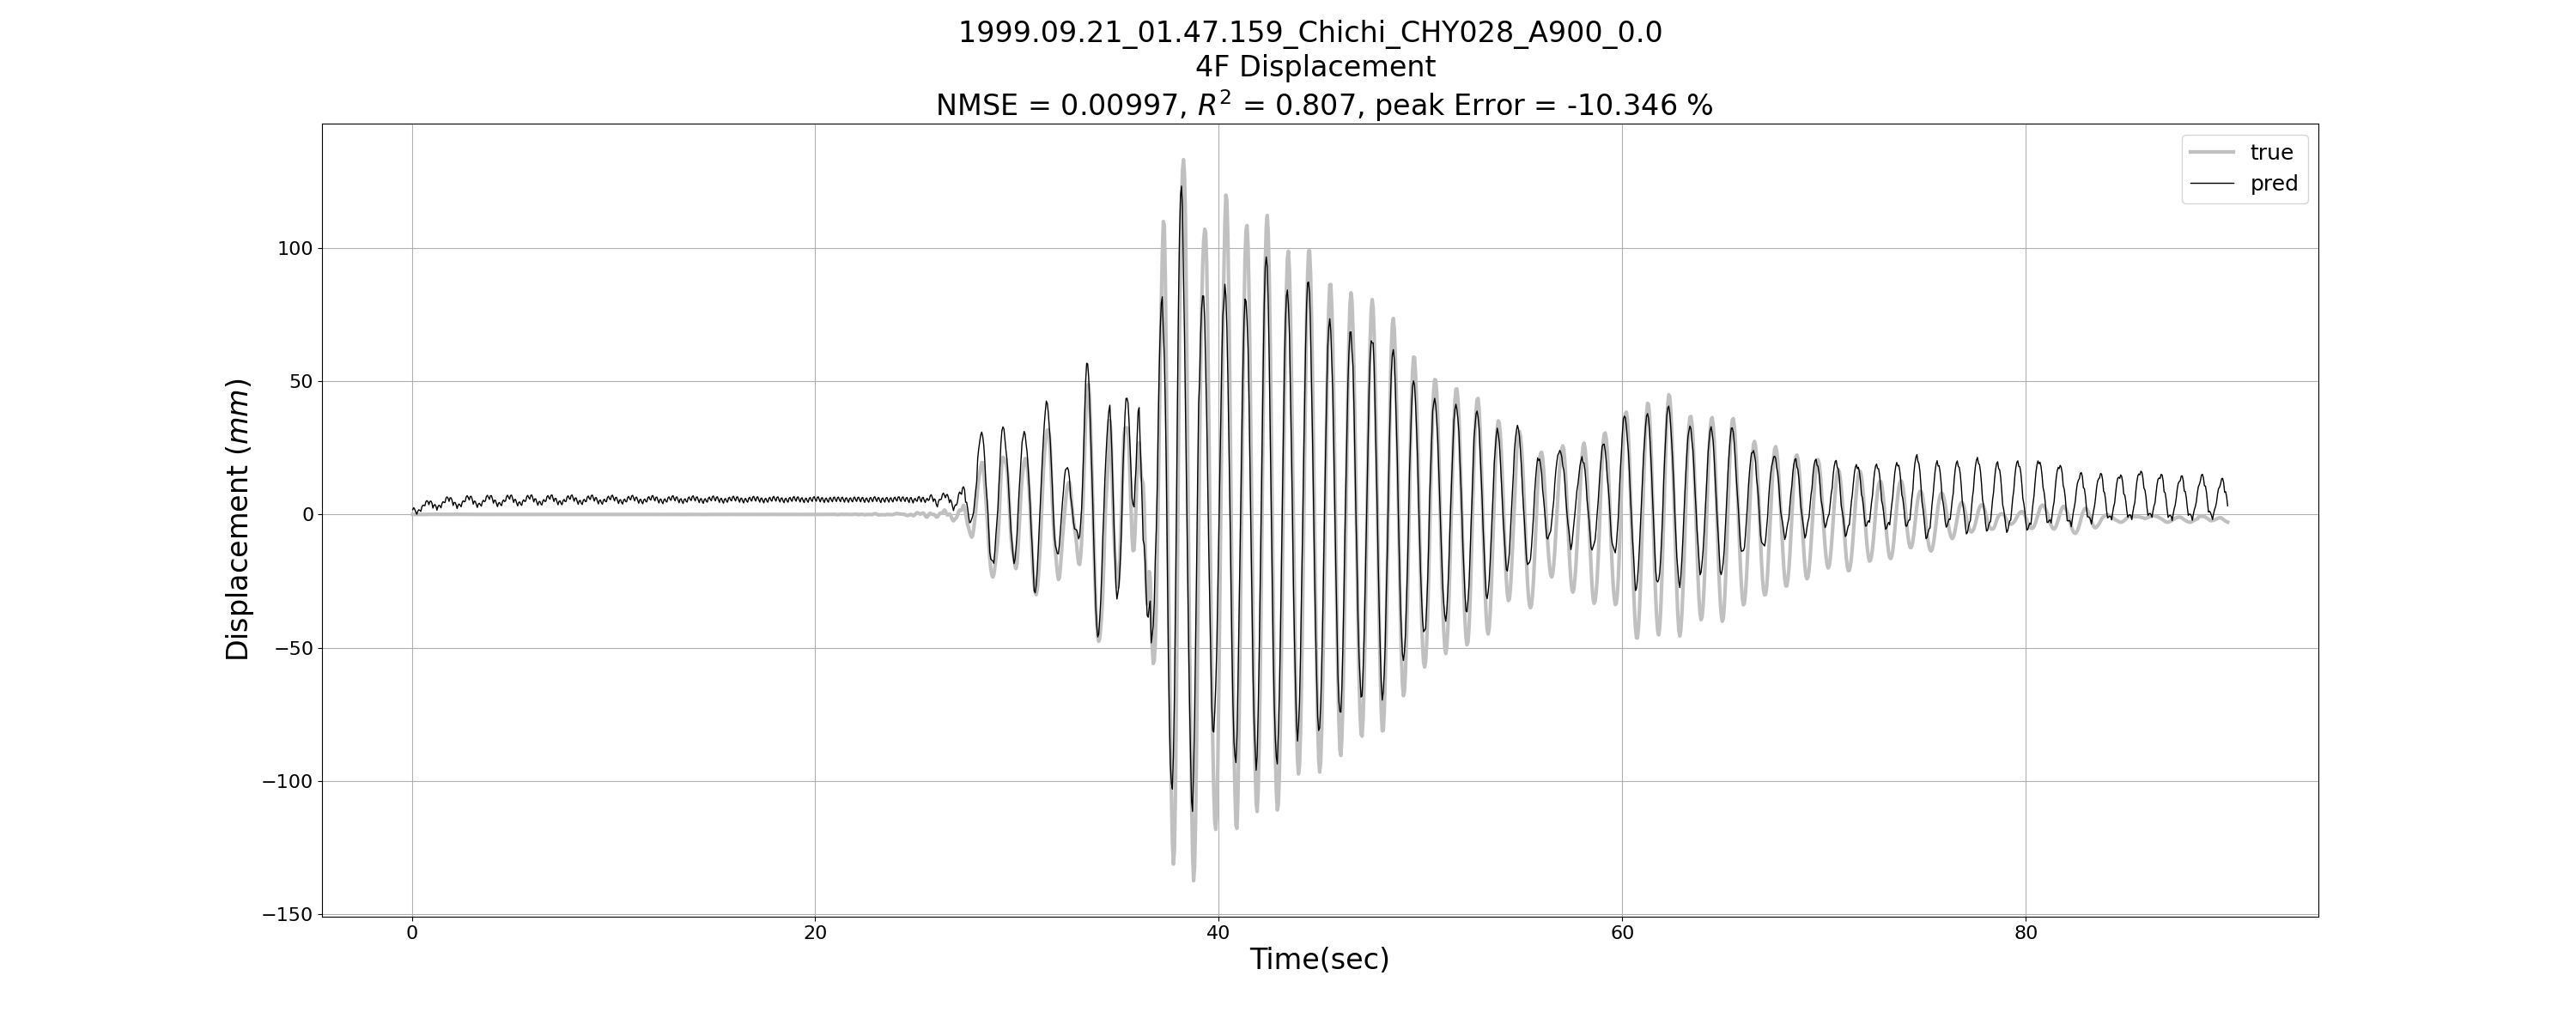 1999.09.21_01.47.159_Chichi_CHY028_A900_0.0
4F Displacement
NMSE = 0.00997, R² = 0.807, peak Error = -10.346 %
true
pred
Displacement (mm)
100
50
0
−50
−100
−150
0
20
40
60
80
Time(sec)